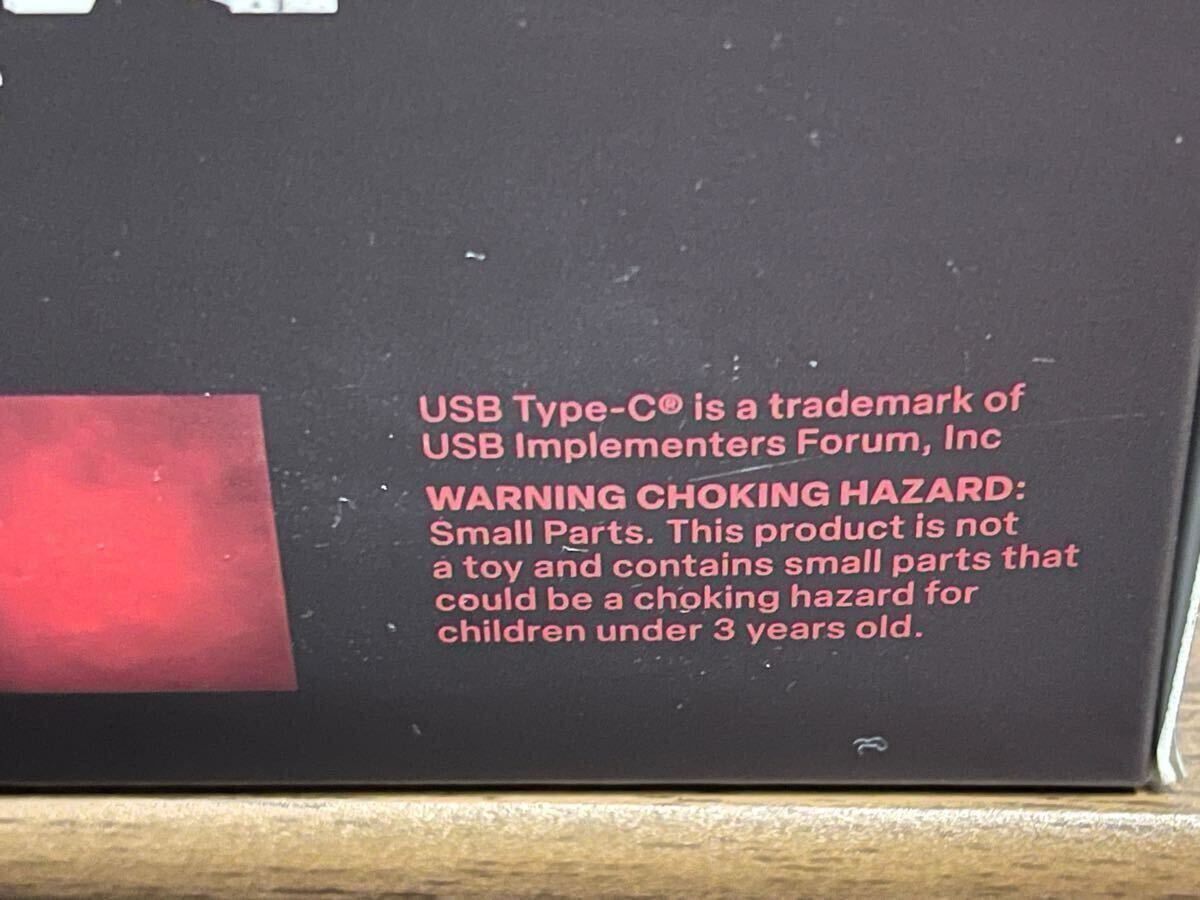 USB Type-C® is a trademark of
USB Implementers Forum, Inc
WARNING CHOKING HAZARD:
Small Parts. This product is not
a toy and contains small parts that
could be a choking hazard for
children under 3 years old.